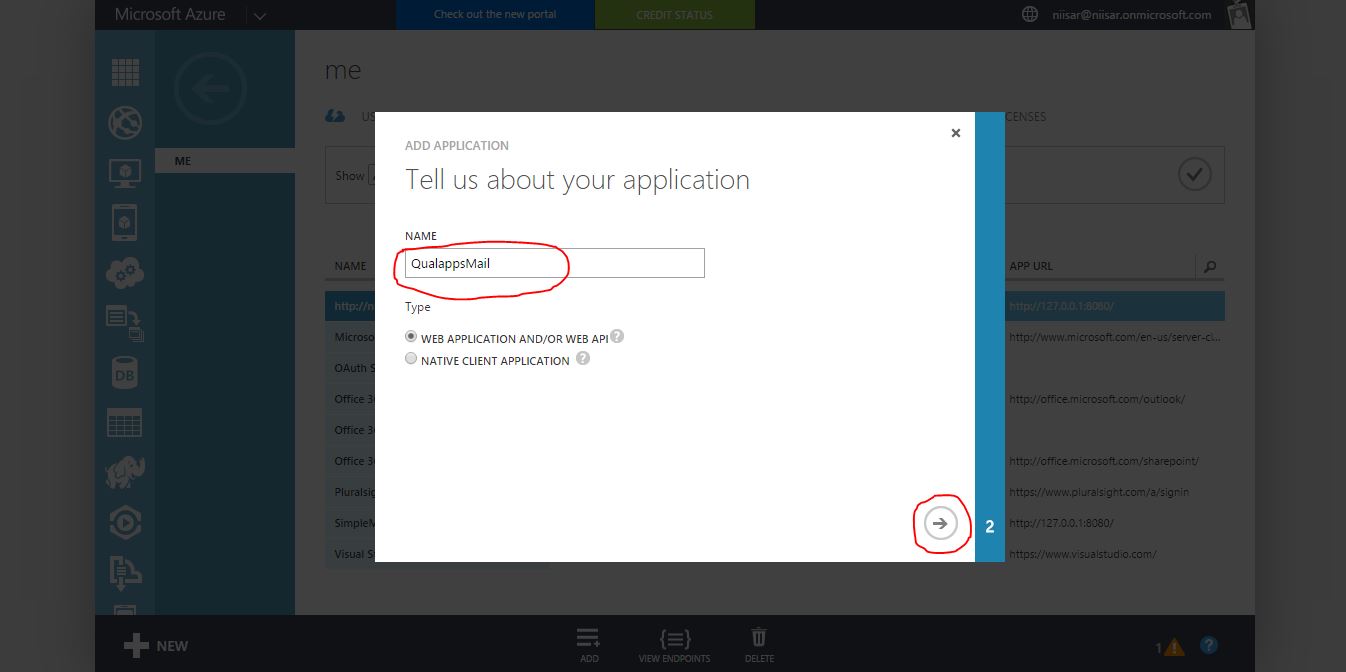 Microsoft Azure
Check out the new portal
CREDIT STATUS
niisar@niisar.onmicrosoft.com
me
ME
CENSES
Show
ADD APPLICATION
Tell us about your application
NAME
QualappsMail
Type
WEB APPLICATION AND/OR WEB API ?
NATIVE CLIENT APPLICATION ?
2
NAME
APP URL
http://n
http://127.0.0.1:8080/
Microso
http://www.microsoft.com/en-us/server-cl...
OAuth S
Office 3
http://office.microsoft.com/outlook/
Office 3
Office 3
http://office.microsoft.com/sharepoint/
Pluralsig
https://www.pluralsight.com/a/signin
SimpleM
http://127.0.0.1:8080/
Visual St
https://www.visualstudio.com/
DB
NEW
ADD
VIEW ENDPOINTS
DELETE
1
?